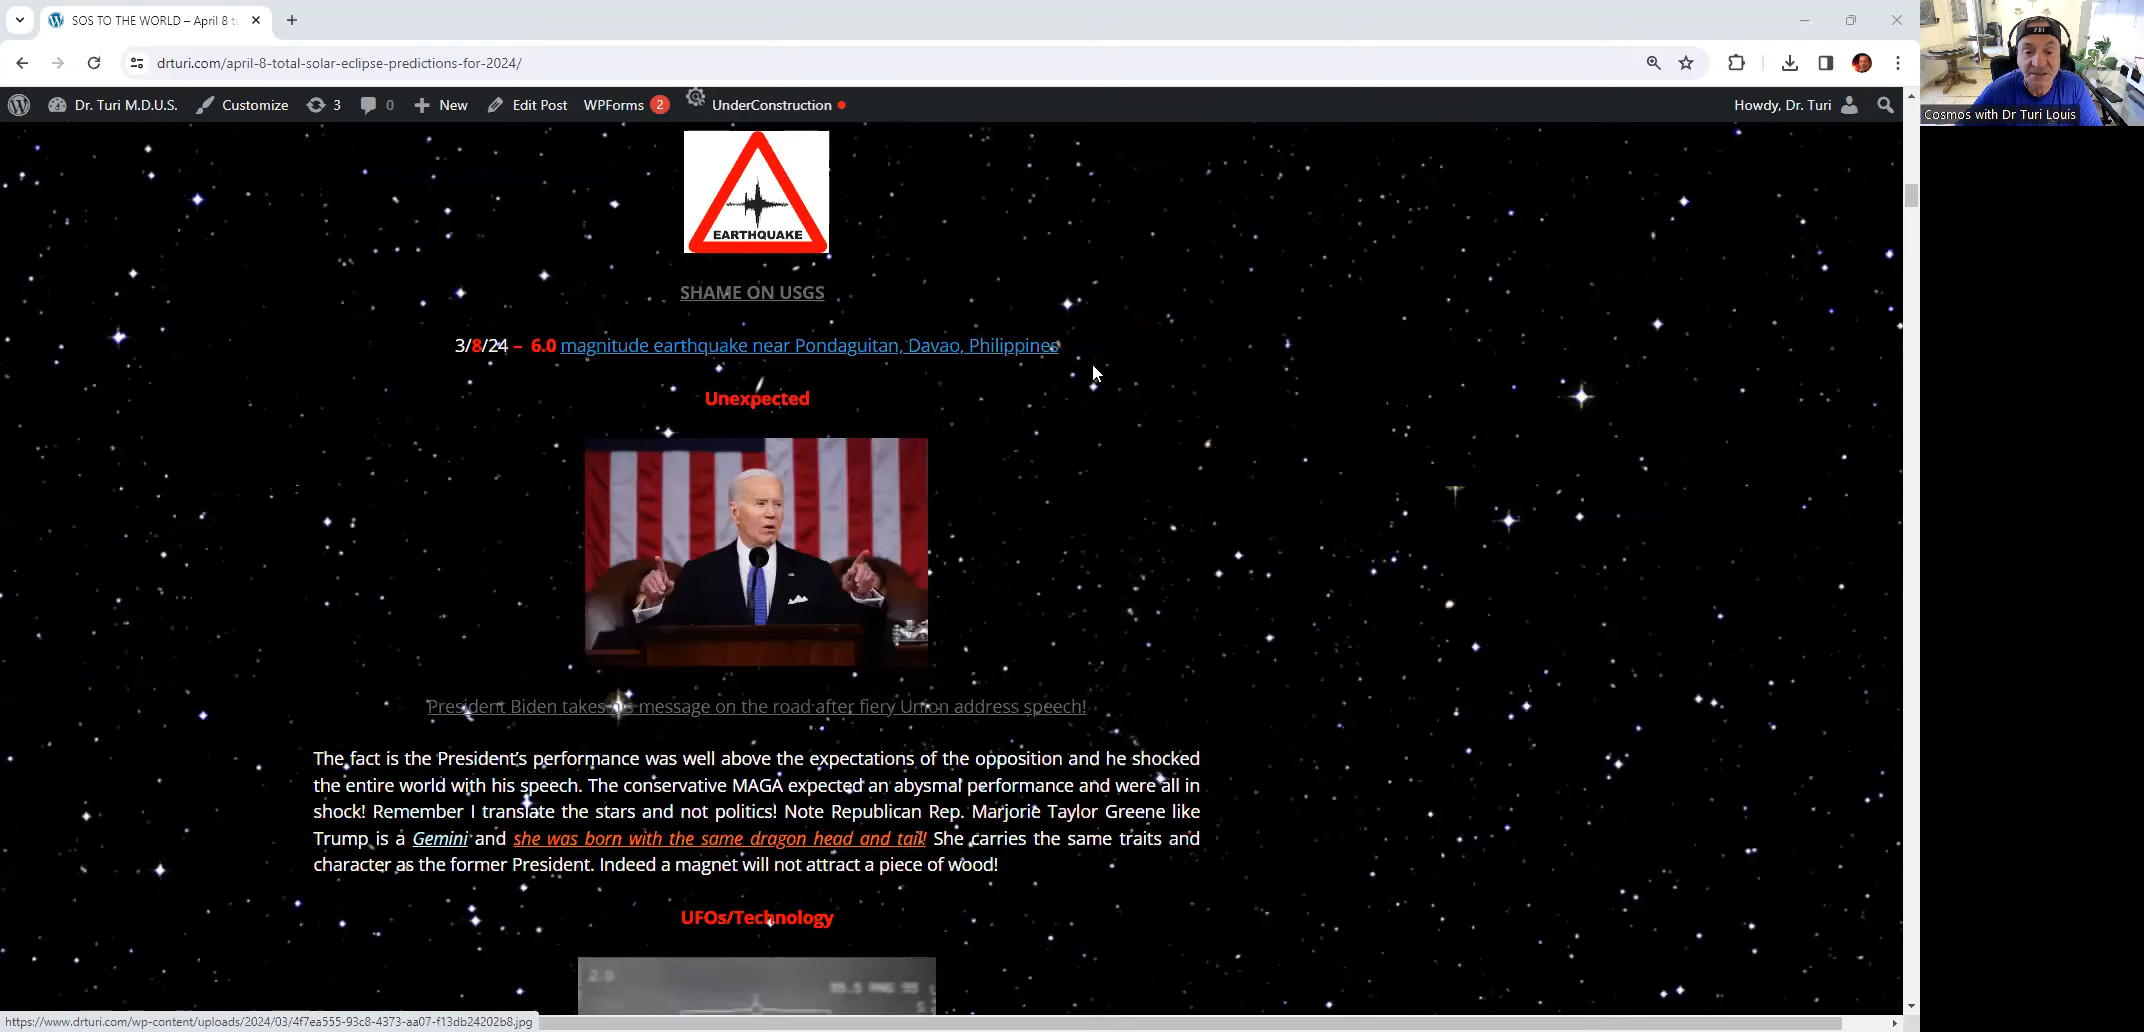 SOS TO THE WORLD – April 8 t
drturi.com/april-8-total-solar-eclipse-predictions-for-2024/
Dr. Turi M.D.U.S. Customize 3 0 New Edit Post WPForms 2 UnderConstruction Howdy, Dr. Turi
FBI
Cosmos with Dr Turi Louis
EARTHQUAKE
SHAME ON USGS
3/8/24 – 6.0 magnitude earthquake near Pondaguitan, Davao, Philippines
Unexpected
President Biden takes his message on the road after fiery Union address speech!
The fact is the President’s performance was well above the expectations of the opposition and he shocked
the entire world with his speech. The conservative MAGA expected an abysmal performance and were all in
shock! Remember I translate the stars and not politics! Note Republican Rep. Marjorie Taylor Greene like
Trump is a Gemini and she was born with the same dragon head and tail! She carries the same traits and
character as the former President. Indeed a magnet will not attract a piece of wood!
UFOs/Technology
2.0
https://www.drturi.com/wp-content/uploads/2024/03/4f7ea555-93c8-4373-aa07-f13db24202b8.jpg